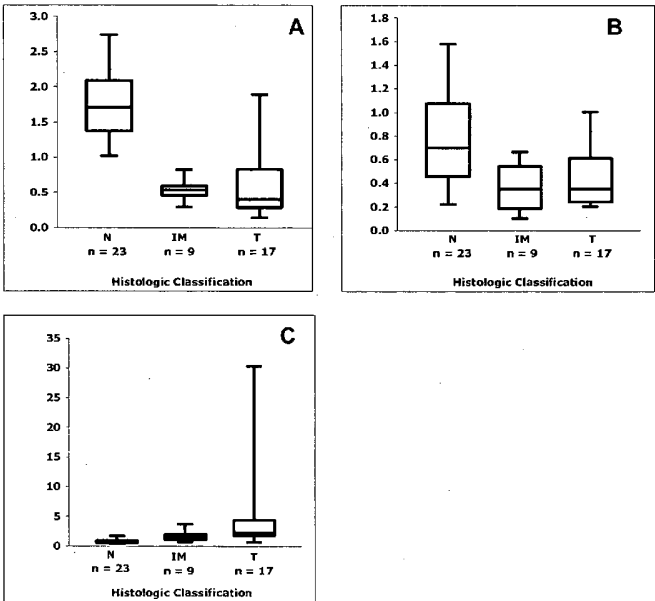 A
3.0
2.5
2.0
1.5
1.0
0.5
0.0
N IM T
n = 23 n = 9 n = 17
Histologic Classification
B
1.8
1.6
1.4
1.2
1.0
0.8
0.6
0.4
0.2
0.0
N IM T
n = 23 n = 9 n = 17
Histologic Classification
C
35
30
25
20
15
10
5
0
N IM T
n = 23 n = 9 n = 17
Histologic Classification